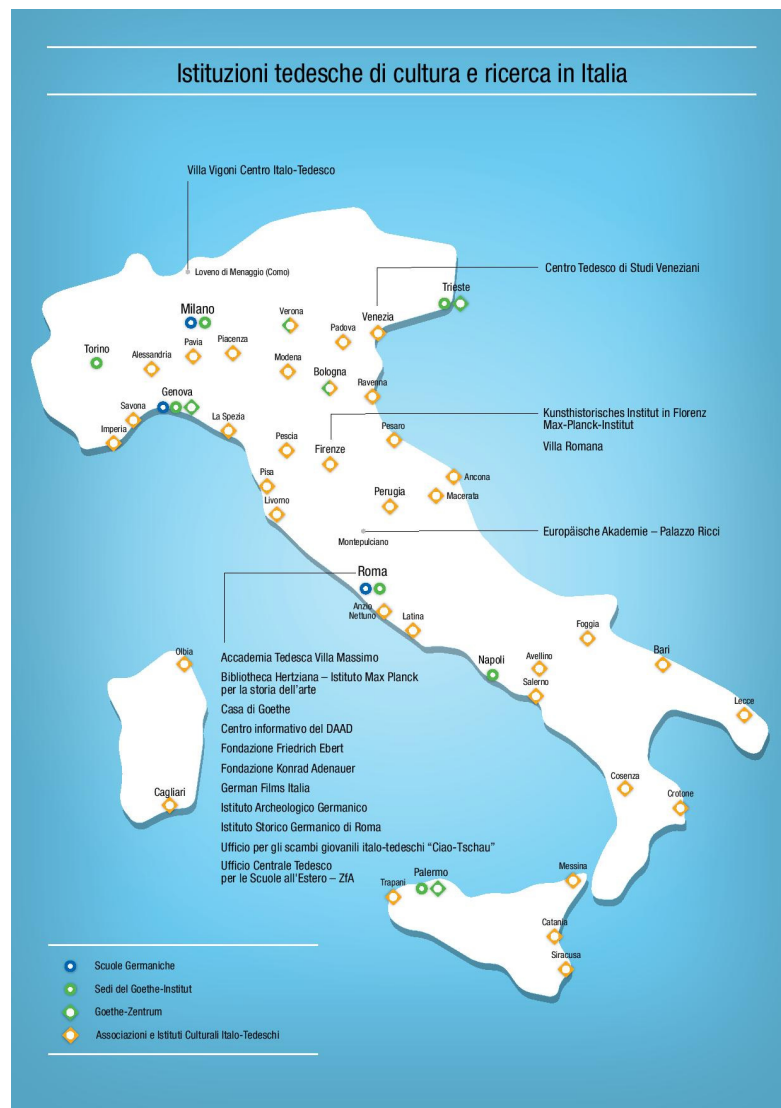 Istituzioni tedesche di cultura e ricerca in Italia
Villa Vigoni Centro Italo-Tedesco
Loveno di Menaggio (Como)
Centro Tedesco di Studi Veneziani
Trieste
Milano
Verona
Venezia
Padova
Torino
Alessandria
Pavia
Piacenza
Modena
Bologna
Ravenna
Genova
Savona
Imperia
La Spezia
Kunsthistorisches Institut in Florenz
Max-Planck-Institut
Villa Romana
Pescia
Firenze
Pesaro
Pisa
Livorno
Perugia
Ancona
Macerata
Montepulciano
Europäische Akademie – Palazzo Ricci
Roma
Anzio
Nettuno
Latina
Foggia
Napoli
Avellino
Salerno
Bari
Lecce
Olbia
Accademia Tedesca Villa Massimo
Bibliotheca Hertziana – Istituto Max Planck
per la storia dell'arte
Casa di Goethe
Centro informativo del DAAD
Fondazione Friedrich Ebert
Fondazione Konrad Adenauer
German Films Italia
Istituto Archeologico Germanico
Istituto Storico Germanico di Roma
Ufficio per gli scambi giovanili italo-tedeschi “Ciao-Tschau”
Ufficio Centrale Tedesco
per le Scuole all'Estero – ZfA
Cagliari
Cosenza
Crotone
Trapani
Palermo
Messina
Catania
Siracusa
Scuole Germaniche
Sedi del Goethe-Institut
Goethe-Zentrum
Associazioni e Istituti Culturali Italo-Tedeschi